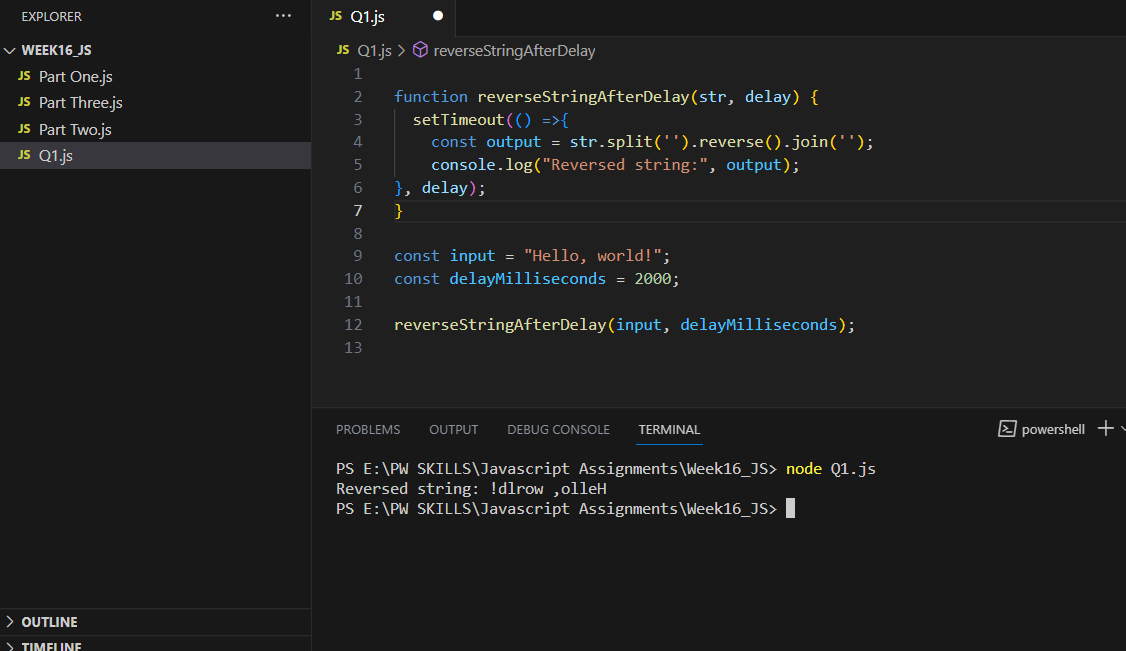 EXPLORER
WEEK16_JS
JS Part One.js
JS Part Three.js
JS Part Two.js
JS Q1.js
JS Q1.js
JS Q1.js > reverseStringAfterDelay
1
2 function reverseStringAfterDelay(str, delay) {
3   setTimeout(() =>{
4     const output = str.split('').reverse().join('');
5     console.log("Reversed string:", output);
6 }, delay);
7 }
8
9 const input = "Hello, world!";
10 const delayMilliseconds = 2000;
11
12 reverseStringAfterDelay(input, delayMilliseconds);
13
PROBLEMS OUTPUT DEBUG CONSOLE TERMINAL powershell
PS E:\PW SKILLS\Javascript Assignments\Week16_JS> node Q1.js
Reversed string: !dlrow ,olleH
PS E:\PW SKILLS\Javascript Assignments\Week16_JS>
OUTLINE
TIMELINE